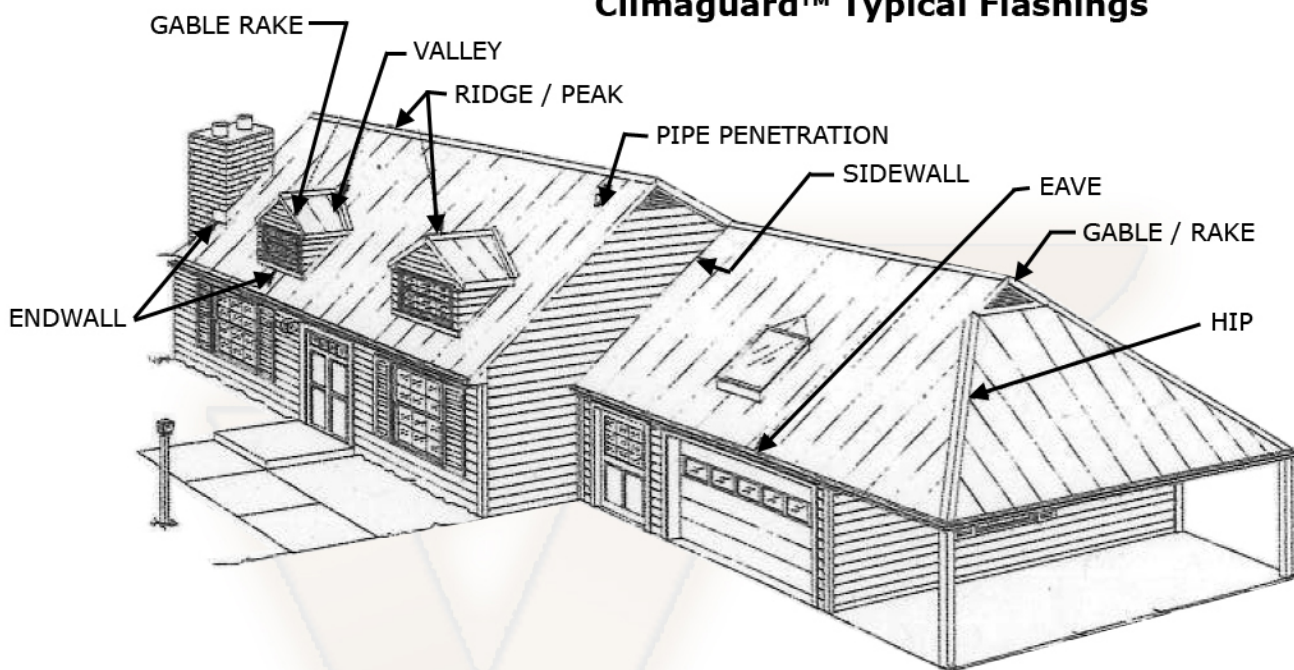 Climaguard™ Typical Flashings
GABLE RAKE
VALLEY
RIDGE / PEAK
PIPE PENETRATION
SIDEWALL
EAVE
GABLE / RAKE
HIP
ENDWALL